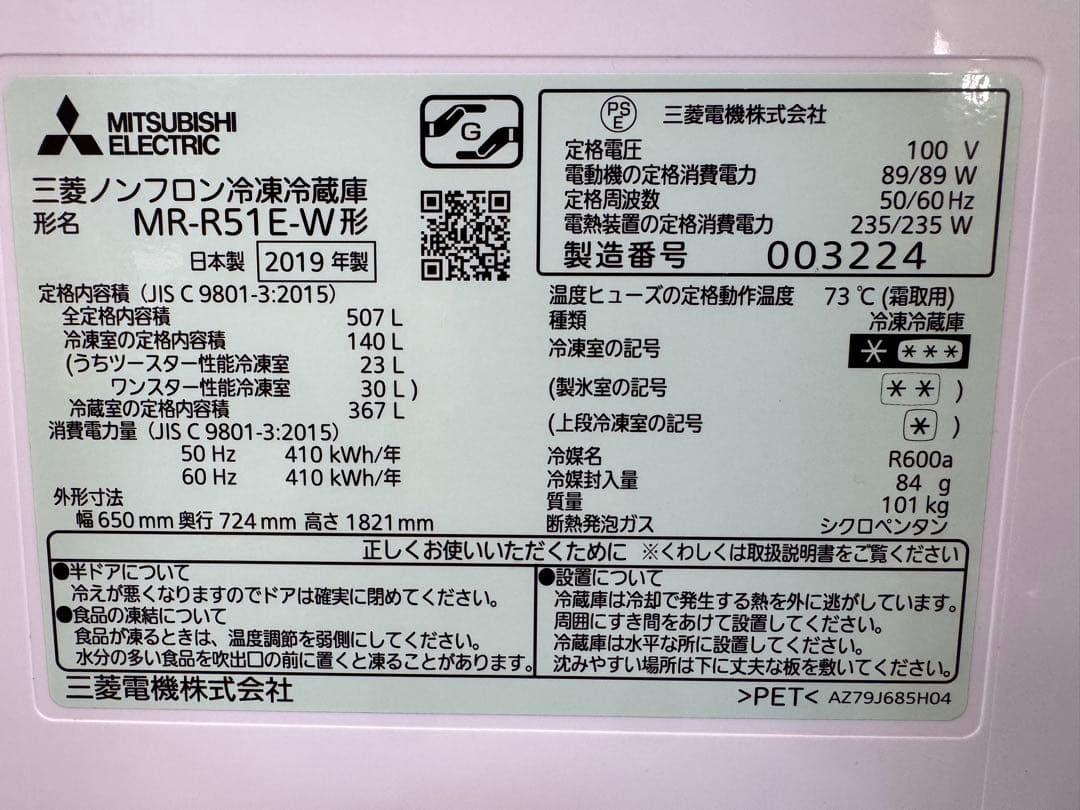 MITSUBISHI
ELECTRIC
G
三菱ノンフロン冷凍冷蔵庫
形名 MR-R51E-W形
日本製 2019 年製
定格内容積（JIS C 9801-3:2015）
全定格内容積 507 L
冷凍室の定格内容積 140 L
(うちツースター性能冷凍室 23 L
ワンスター性能冷凍室 30 L )
冷蔵室の定格内容積 367 L
消費電力量（JIS C 9801-3:2015）
50 Hz 410 kWh/年
60 Hz 410 kWh/年
外形寸法
幅 650 mm 奥行 724 mm 高さ 1821 mm
PS
E 三菱電機株式会社
定格電圧 100 V
電動機の定格消費電力 89/89 W
定格周波数 50/60 Hz
電熱装置の定格消費電力 235/235 W
製造番号 003224
温度ヒューズの定格動作温度 73 ℃ (霜取用)
種類 冷凍冷蔵庫
冷凍室の記号 * ***
(製氷室の記号 ** )
(上段冷凍室の記号 * )
冷媒名 R600a
冷媒封入量 84 g
質量 101 kg
断熱発泡ガス シクロペンタン
正しくお使いいただくために ※くわしくは取扱説明書をご覧ください
●半ドアについて
冷えが悪くなりますのでドアは確実に閉めてください。
●食品の凍結について
食品が凍るときは、温度調節を弱側にしてください。
水分の多い食品を吹出口の前に置くと凍ることがあります。
●設置について
冷蔵庫は冷却で発生する熱を外に逃がしています。
周囲にすき間をあけて設置してください。
冷蔵庫は水平な所に設置してください。
沈みやすい場所は下に丈夫な板を敷いてください。
三菱電機株式会社
>PET< AZ79J685H04